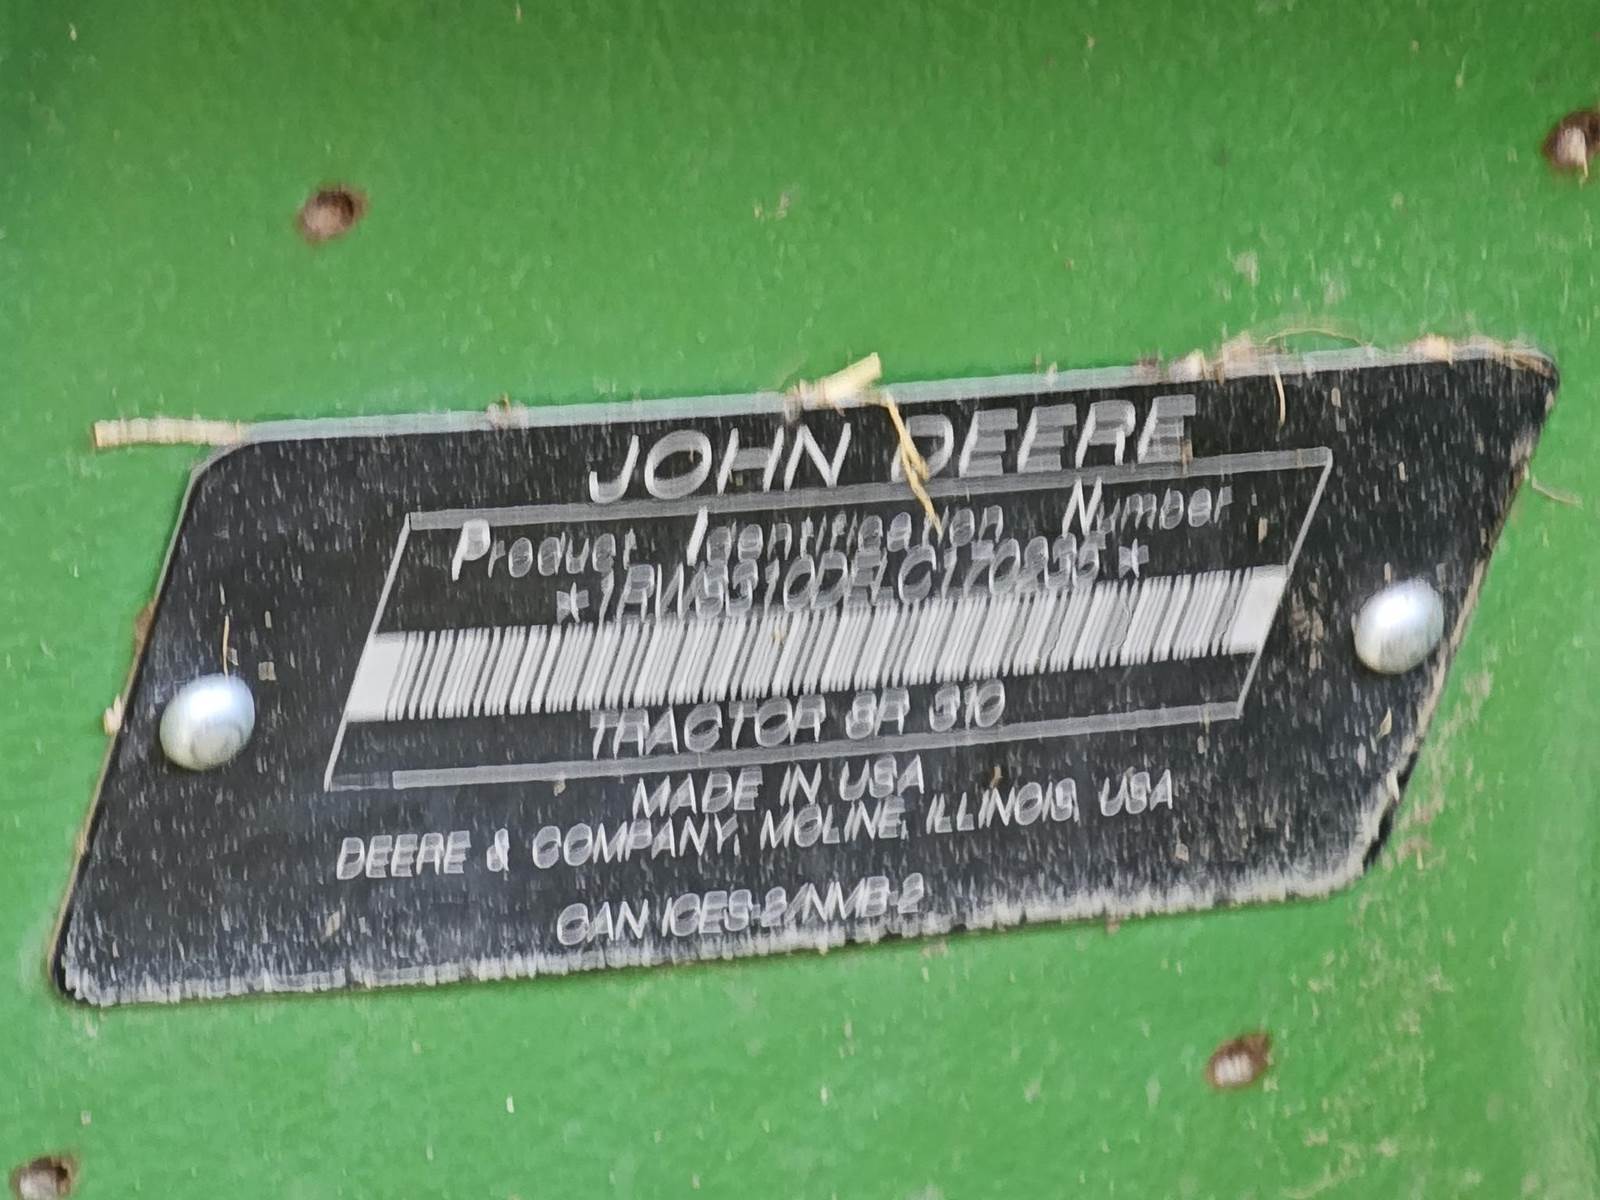 JOHN DEERE
Product Identification Number
TRACTOR 8R 310
MADE IN USA
DEERE & COMPANY, MOLINE, ILLINOIS, USA
CAN ICES-2/NMB-2